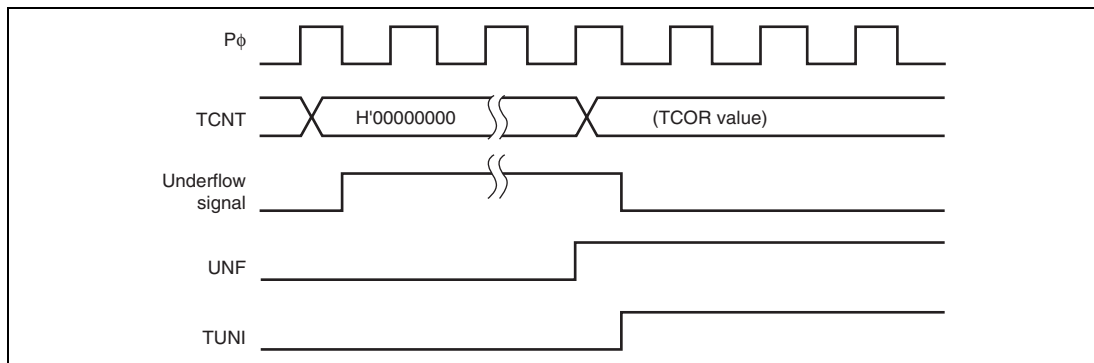 Pϕ
TCNT
H'00000000
(TCOR value)
Underflow
signal
UNF
TUNI